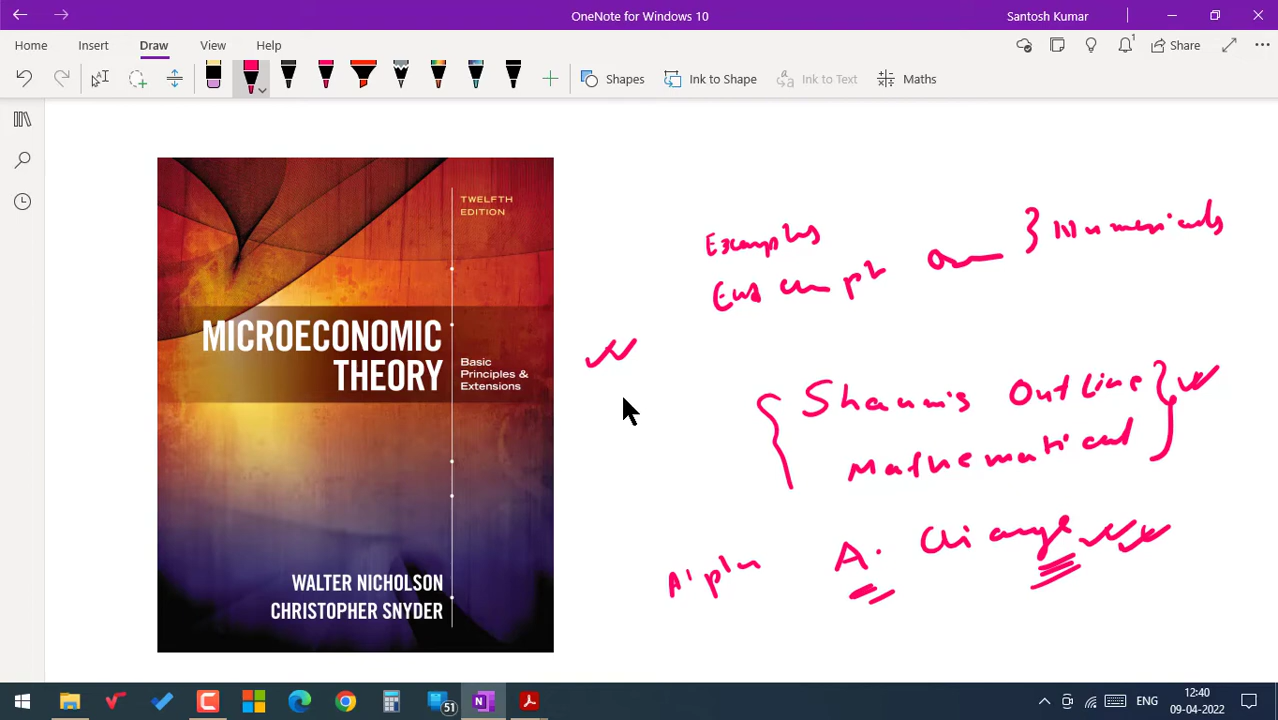 OneNote for Windows 10
Santosh Kumar
Home Insert Draw View Help
Share
Shapes
Ink to Shape
Ink to Text
Maths
TWELFTH
EDITION
MICROECONOMIC
THEORY
Basic
Principles &
Extensions
WALTER NICHOLSON
CHRISTOPHER SNYDER
Examples
Numericals
Outline
Mathematical
A.
51
ENG
12:40
09-04-2022